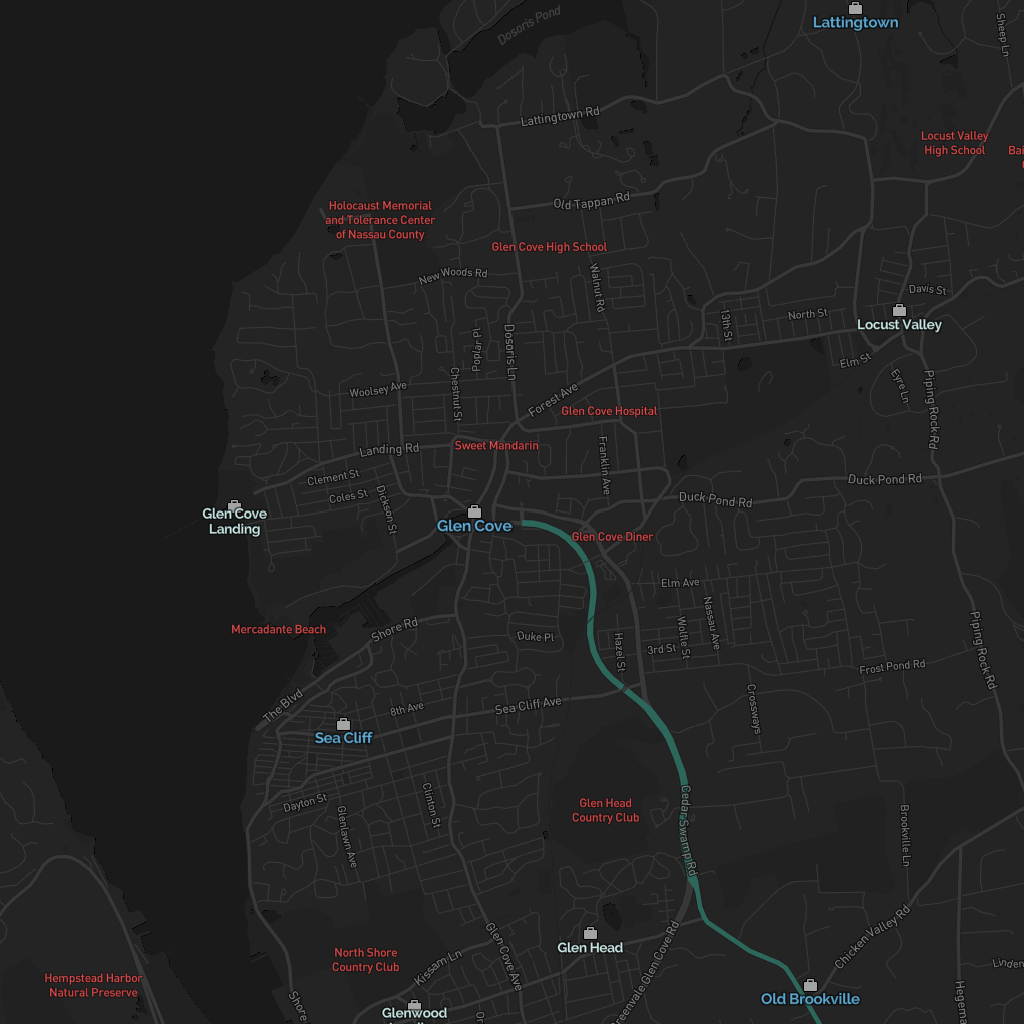 Dosoris Pond
Lattingtown
Sheep Ln
Lattingtown Rd
Locust Valley
High School
Bai
Holocaust Memorial
and Tolerance Center
of Nassau County
Old Tappan Rd
Glen Cove High School
New Woods Rd
Walnut Rd
Davis St
North St
13th St
Locust Valley
Poplar Pl
Dosoris Ln
Elm St
Eyre Ln
Piping Rock Rd
Woolsey Ave
Chestnut St
Forest Ave
Glen Cove Hospital
Landing Rd
Sweet Mandarin
Franklin Ave
Clement St
Coles St
Dickson St
Duck Pond Rd
Duck Pond Rd
Glen Cove
Landing
Glen Cove
Glen Cove Diner
Elm Ave
Nassau Ave
Wolfle St
Mercadante Beach
Shore Rd
Duke Pl
Hazel St
3rd St
Frost Pond Rd
Piping Rock Rd
The Blvd
8th Ave
Sea Cliff Ave
Crossways
Sea Cliff
Dayton St
Glenlawn Ave
Clinton St
Glen Head
Country Club
Cedar Swamp Rd
Brookville Ln
Chicken Valley Rd
Glen Head
Glen Cove Ave
Greenvale Glen Cove Rd
North Shore
Country Club
Kissam Ln
Hempstead Harbor
Natural Preserve
Shore
Old Brookville
Linden
Hegema
Glenwood